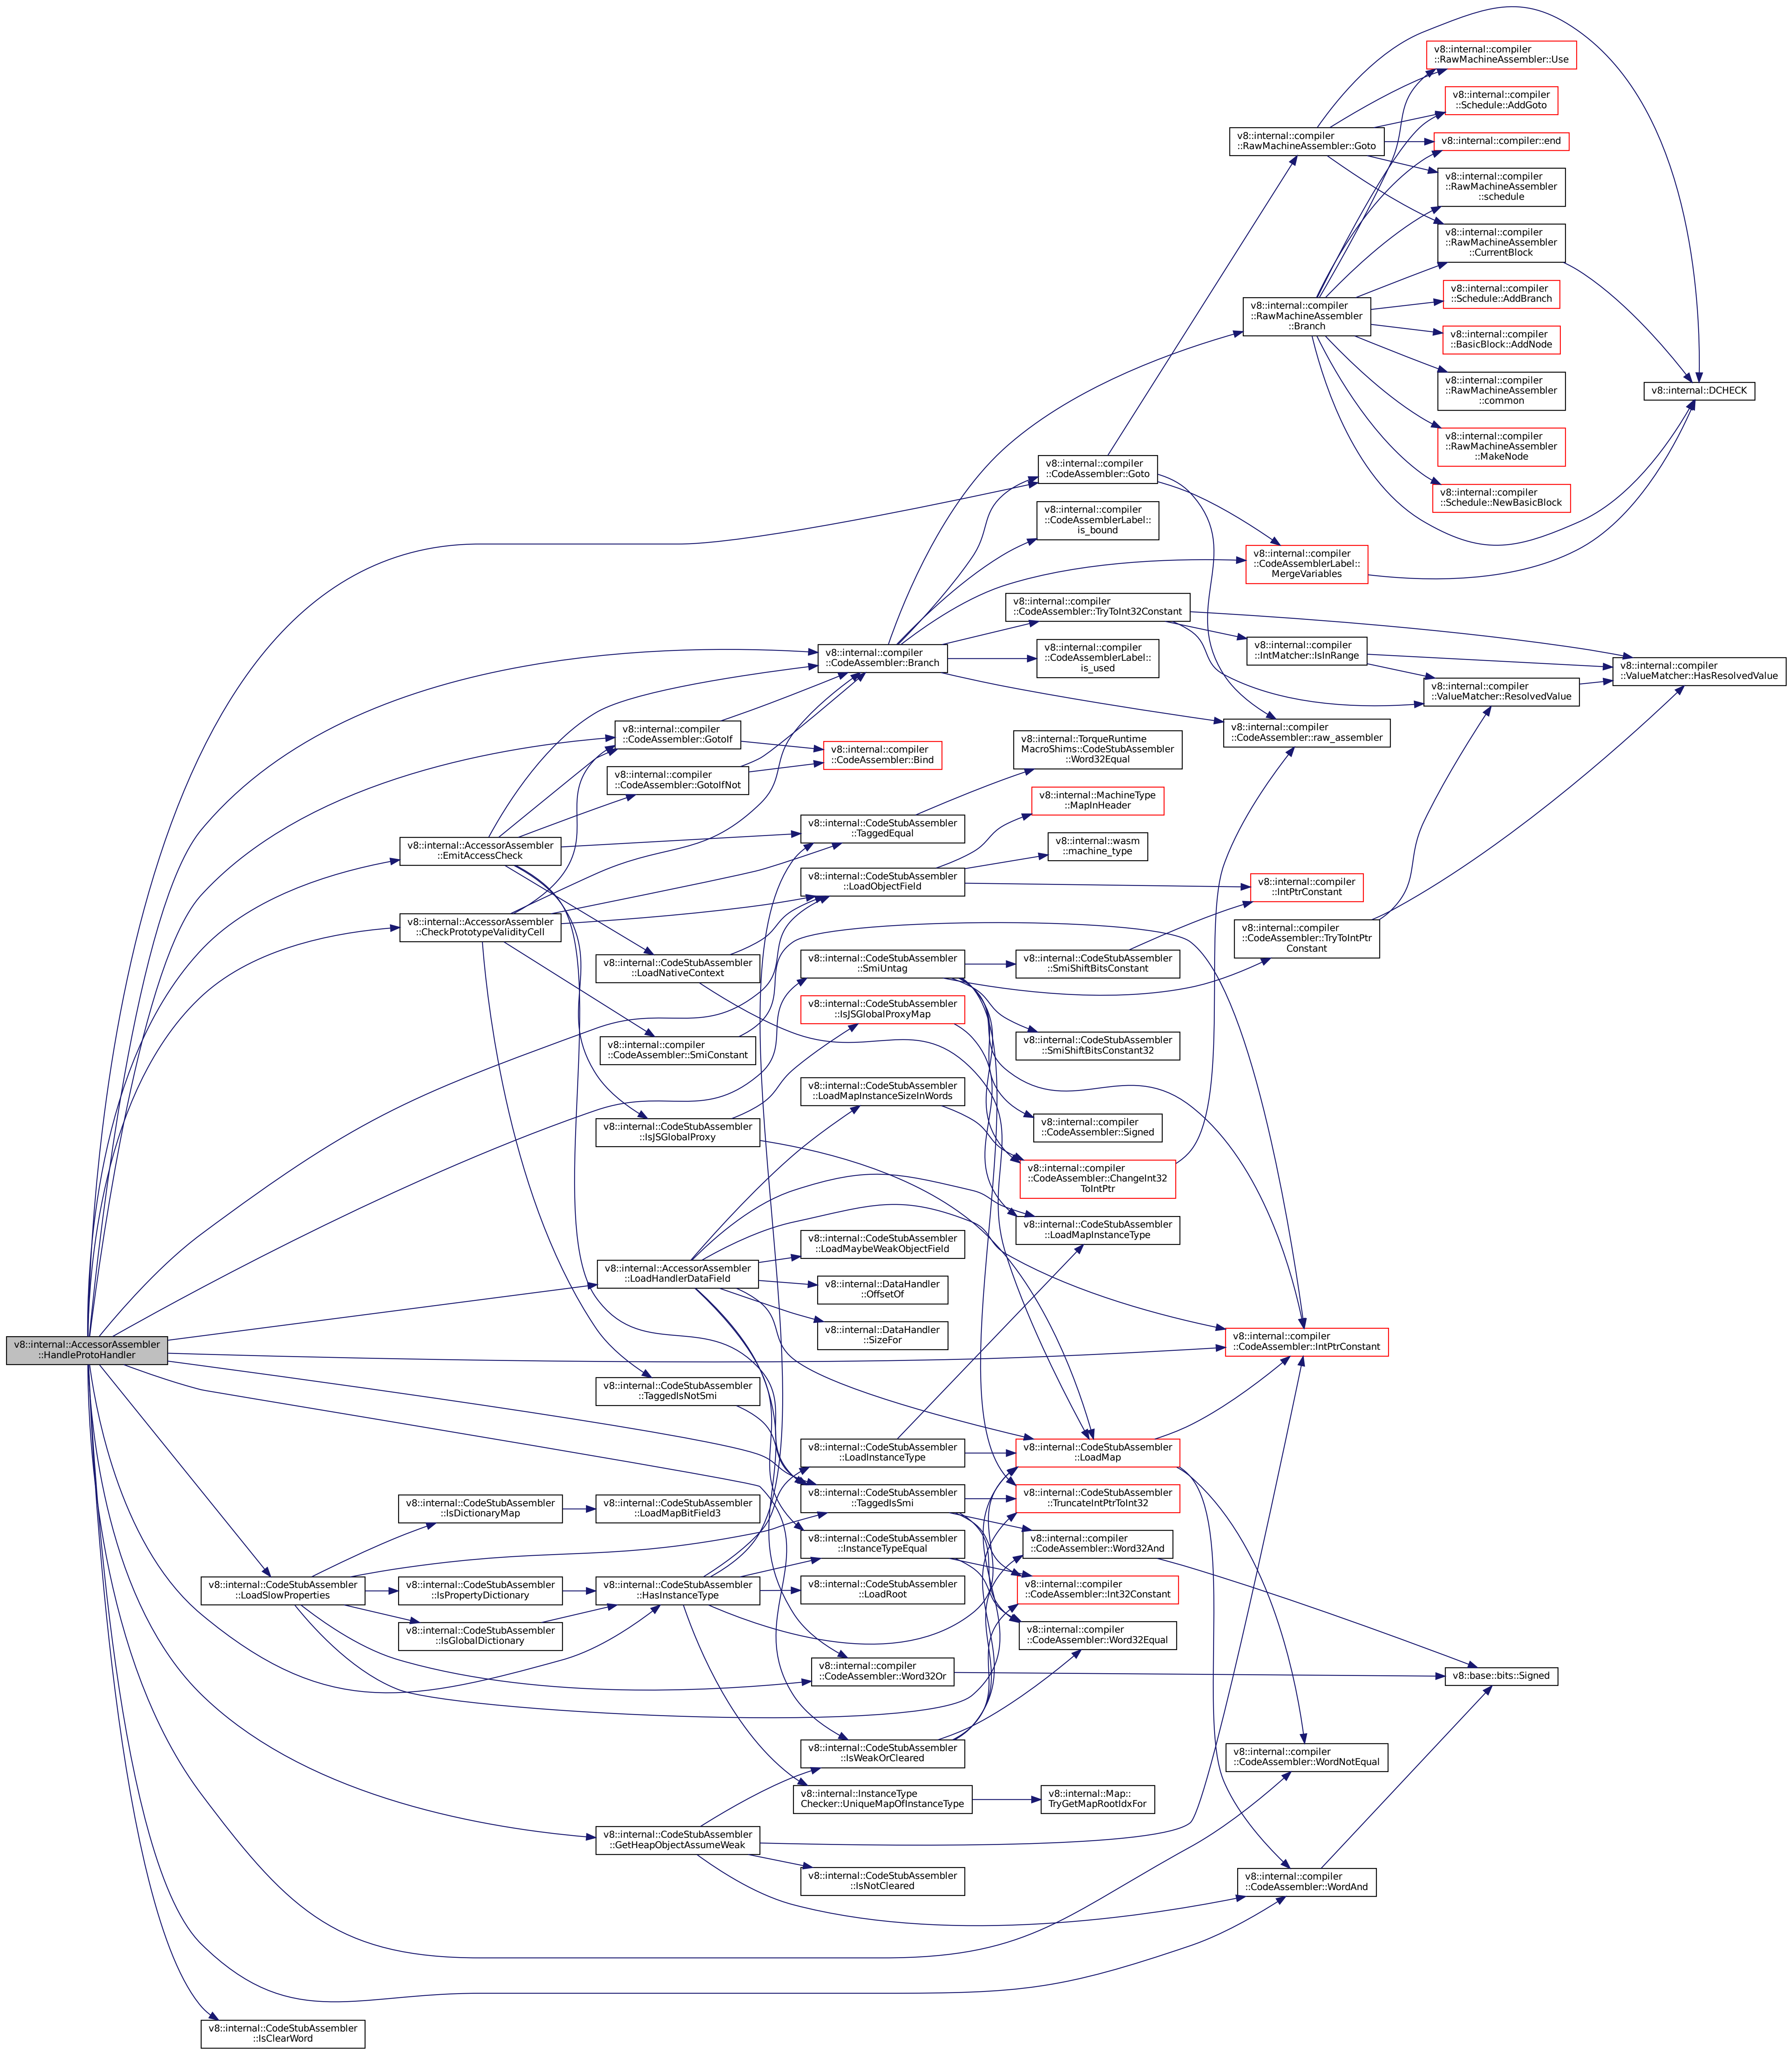 v8::internal::compiler
::RawMachineAssembler::Use
v8::internal::compiler
::Schedule::AddGoto
v8::internal::compiler
::RawMachineAssembler::Goto
v8::internal::compiler::end
v8::internal::compiler
::RawMachineAssembler
::schedule
v8::internal::compiler
::RawMachineAssembler
::CurrentBlock
v8::internal::compiler
::Schedule::AddBranch
v8::internal::compiler
::RawMachineAssembler
::Branch
v8::internal::compiler
::BasicBlock::AddNode
v8::internal::compiler
::RawMachineAssembler
::common
v8::internal::DCHECK
v8::internal::compiler
::RawMachineAssembler
::MakeNode
v8::internal::compiler
::CodeAssembler::Goto
v8::internal::compiler
::Schedule::NewBasicBlock
v8::internal::compiler
::CodeAssemblerLabel::
is_bound
v8::internal::compiler
::CodeAssemblerLabel::
MergeVariables
v8::internal::compiler
::CodeAssembler::TryToInt32Constant
v8::internal::compiler
::CodeAssembler::Branch
v8::internal::compiler
::CodeAssemblerLabel::
is_used
v8::internal::compiler
::IntMatcher::IsInRange
v8::internal::compiler
::ValueMatcher::HasResolvedValue
v8::internal::compiler
::ValueMatcher::ResolvedValue
v8::internal::compiler
::CodeAssembler::GotoIf
v8::internal::compiler
::CodeAssembler::raw_assembler
v8::internal::compiler
::CodeAssembler::Bind
v8::internal::TorqueRuntime
MacroShims::CodeStubAssembler
::Word32Equal
v8::internal::compiler
::CodeAssembler::GotoIfNot
v8::internal::MachineType
::MapInHeader
v8::internal::CodeStubAssembler
::TaggedEqual
v8::internal::AccessorAssembler
::EmitAccessCheck
v8::internal::wasm
::machine_type
v8::internal::CodeStubAssembler
::LoadObjectField
v8::internal::compiler
::IntPtrConstant
v8::internal::AccessorAssembler
::CheckPrototypeValidityCell
v8::internal::compiler
::CodeAssembler::TryToIntPtr
Constant
v8::internal::CodeStubAssembler
::LoadNativeContext
v8::internal::CodeStubAssembler
::SmiUntag
v8::internal::CodeStubAssembler
::SmiShiftBitsConstant
v8::internal::CodeStubAssembler
::IsJSGlobalProxyMap
v8::internal::compiler
::CodeAssembler::SmiConstant
v8::internal::CodeStubAssembler
::SmiShiftBitsConstant32
v8::internal::CodeStubAssembler
::LoadMapInstanceSizeInWords
v8::internal::CodeStubAssembler
::IsJSGlobalProxy
v8::internal::compiler
::CodeAssembler::Signed
v8::internal::compiler
::CodeAssembler::ChangeInt32
ToIntPtr
v8::internal::CodeStubAssembler
::LoadMapInstanceType
v8::internal::CodeStubAssembler
::LoadMaybeWeakObjectField
v8::internal::AccessorAssembler
::LoadHandlerDataField
v8::internal::DataHandler
::OffsetOf
v8::internal::DataHandler
::SizeFor
v8::internal::AccessorAssembler
::HandleProtoHandler
v8::internal::compiler
::CodeAssembler::IntPtrConstant
v8::internal::CodeStubAssembler
::TaggedIsNotSmi
v8::internal::CodeStubAssembler
::LoadInstanceType
v8::internal::CodeStubAssembler
::LoadMap
v8::internal::CodeStubAssembler
::TaggedIsSmi
v8::internal::CodeStubAssembler
::TruncateIntPtrToInt32
v8::internal::CodeStubAssembler
::IsDictionaryMap
v8::internal::CodeStubAssembler
::LoadMapBitField3
v8::internal::CodeStubAssembler
::InstanceTypeEqual
v8::internal::compiler
::CodeAssembler::Word32And
v8::internal::CodeStubAssembler
::LoadSlowProperties
v8::internal::CodeStubAssembler
::IsPropertyDictionary
v8::internal::CodeStubAssembler
::HasInstanceType
v8::internal::CodeStubAssembler
::LoadRoot
v8::internal::compiler
::CodeAssembler::Int32Constant
v8::internal::CodeStubAssembler
::IsGlobalDictionary
v8::internal::compiler
::CodeAssembler::Word32Equal
v8::internal::compiler
::CodeAssembler::Word32Or
v8::base::bits::Signed
v8::internal::CodeStubAssembler
::IsWeakOrCleared
v8::internal::compiler
::CodeAssembler::WordNotEqual
v8::internal::InstanceType
Checker::UniqueMapOfInstanceType
v8::internal::Map::
TryGetMapRootIdxFor
v8::internal::CodeStubAssembler
::GetHeapObjectAssumeWeak
v8::internal::CodeStubAssembler
::IsNotCleared
v8::internal::compiler
::CodeAssembler::WordAnd
v8::internal::CodeStubAssembler
::IsClearWord